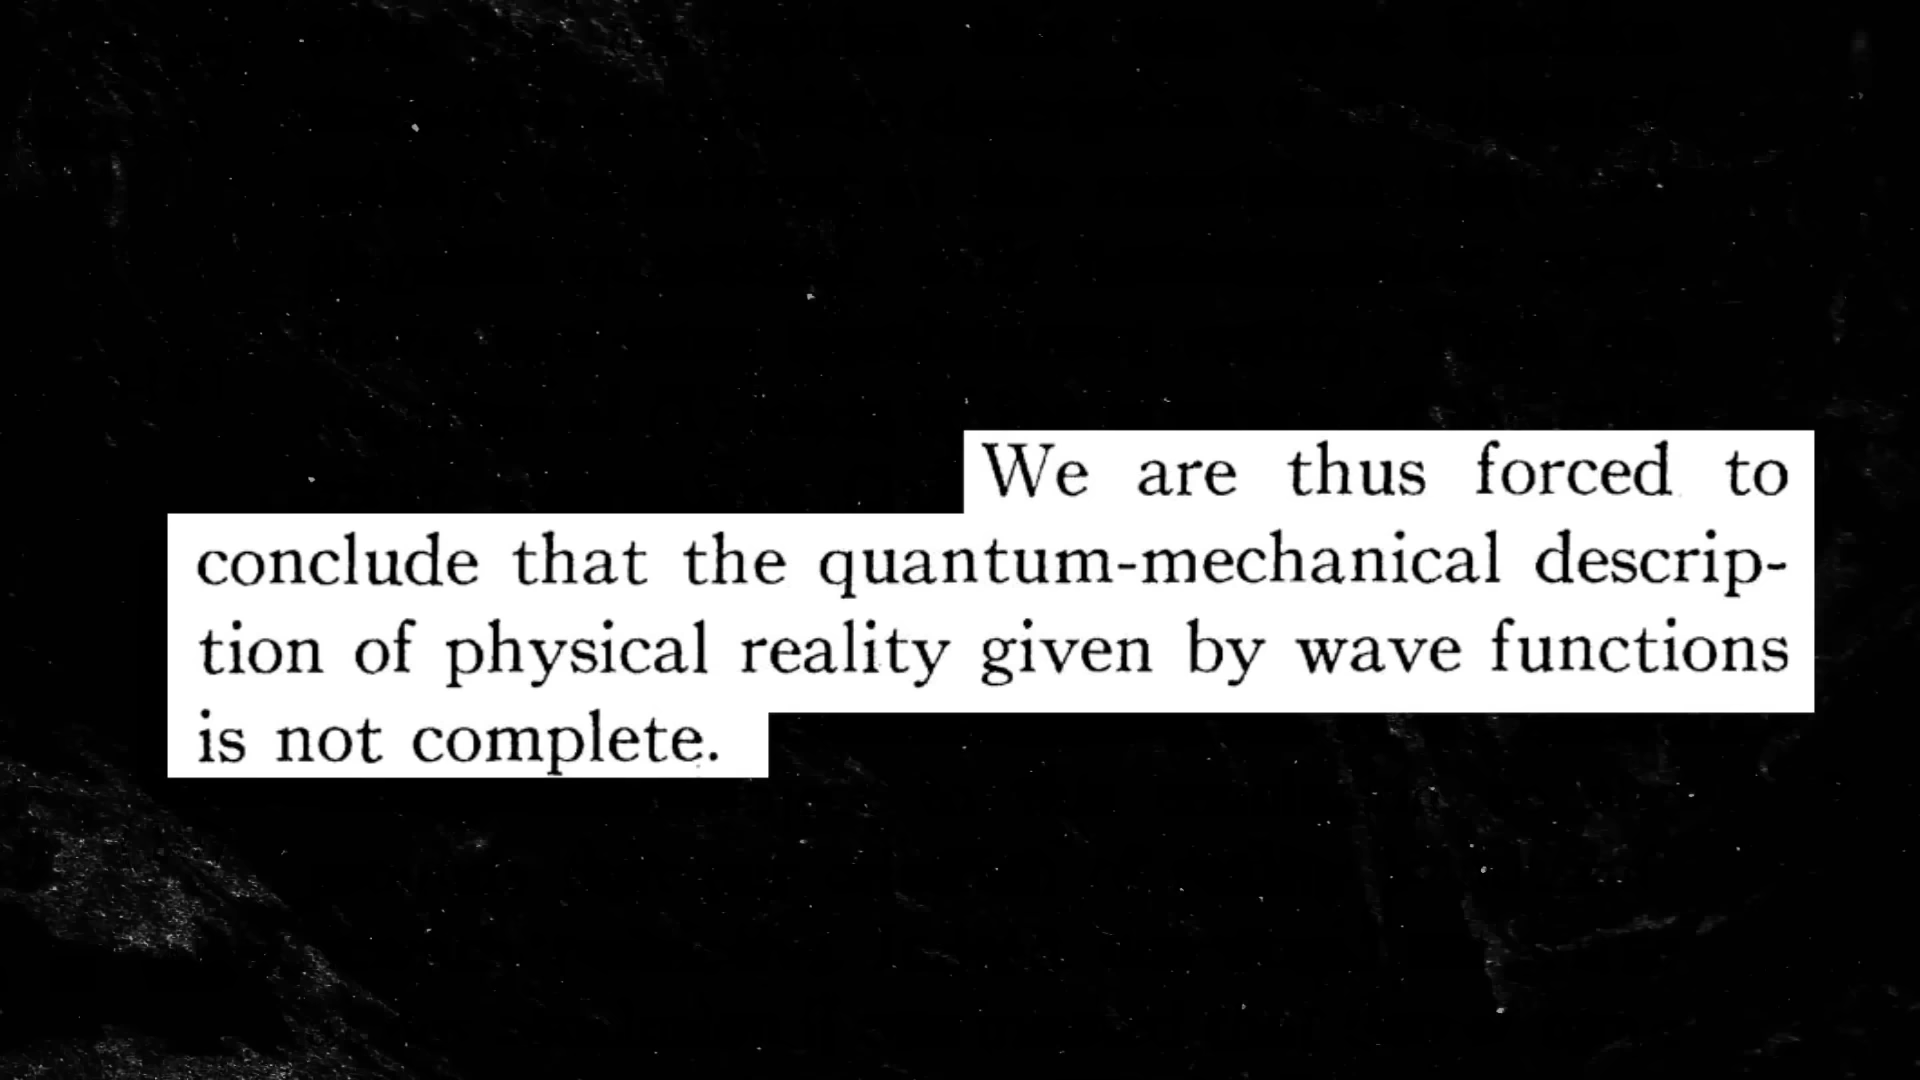 We are thus forced to
conclude that the quantum-mechanical descrip-
tion of physical reality given by wave functions
is not complete.